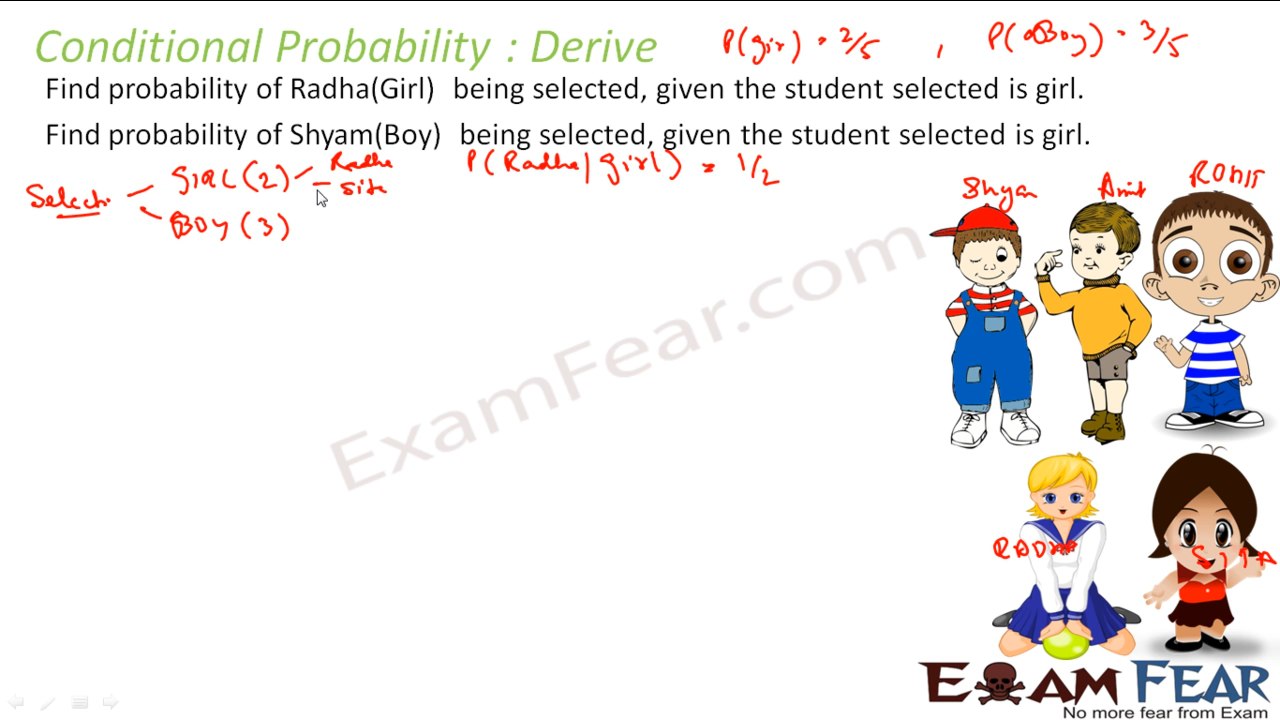 Conditional Probability : Derive
P(girl) = 2/5 , P(Boy) = 3/5
Find probability of Radha(Girl) being selected, given the student selected is girl.
Find probability of Shyam(Boy) being selected, given the student selected is girl.
Select
GIRL (2)
Radha
Sita
BOY (3)
P(Radha/girl) = 1/2
Shyam
Amit
ROHIT
RADHA
SITA
ExamFear.com
EXAM FEAR
No more fear from Exam